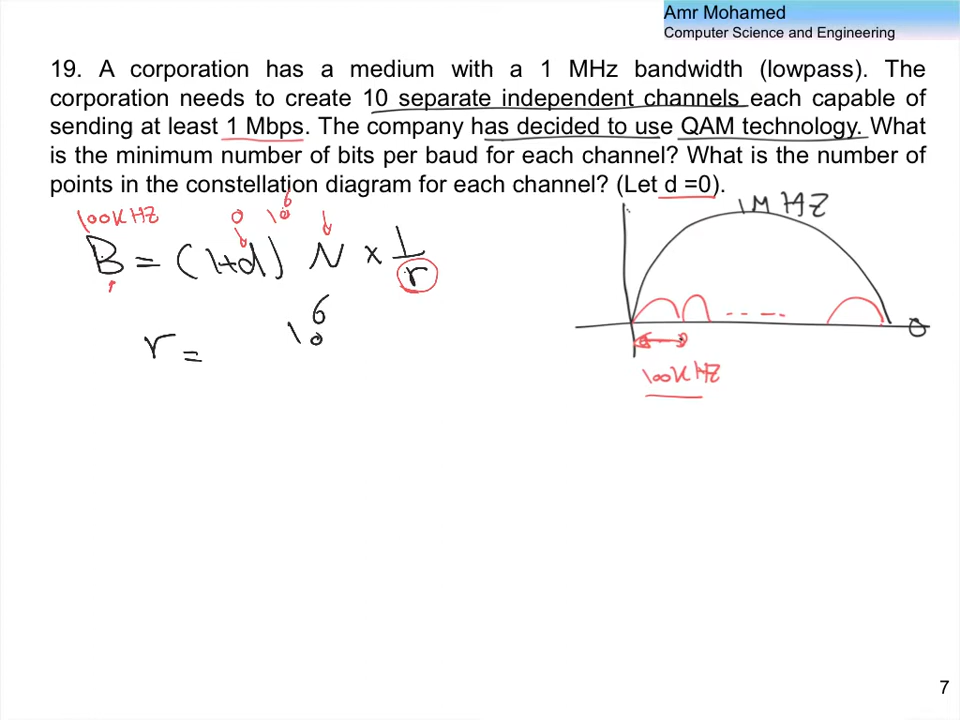 Amr Mohamed
Computer Science and Engineering
19. A corporation has a medium with a 1 MHz bandwidth (lowpass). The
corporation needs to create 10 separate independent channels each capable of
sending at least 1 Mbps. The company has decided to use QAM technology. What
is the minimum number of bits per baud for each channel? What is the number of
points in the constellation diagram for each channel? (Let d =0).
100KHZ 0 10^6
B = (1+d) N × 1/r
r = 10^6
1MHZ
100KHZ
7